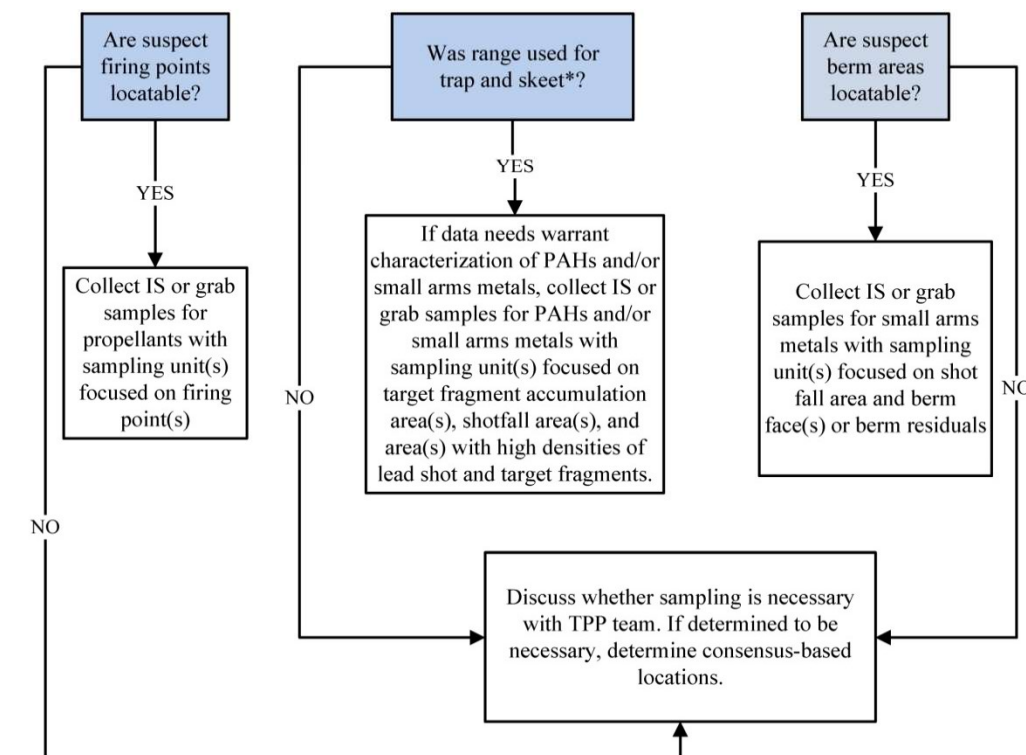 Are suspect
firing points
locatable?
Was range used for
trap and skeet*?
Are suspect
berm areas
locatable?
YES
YES
YES
Collect IS or grab
samples for
propellants with
sampling unit(s)
focused on firing
point(s)
If data needs warrant
characterization of PAHs and/or
small arms metals, collect IS or
grab samples for PAHs and/or
small arms metals with
sampling unit(s) focused on
target fragment accumulation
area(s), shotfall area(s), and
area(s) with high densities of
lead shot and target fragments.
Collect IS or grab
samples for small arms
metals with sampling
unit(s) focused on shot
fall area and berm
face(s) or berm residuals
NO
NO
NO
Discuss whether sampling is necessary
with TPP team. If determined to be
necessary, determine consensus-based
locations.